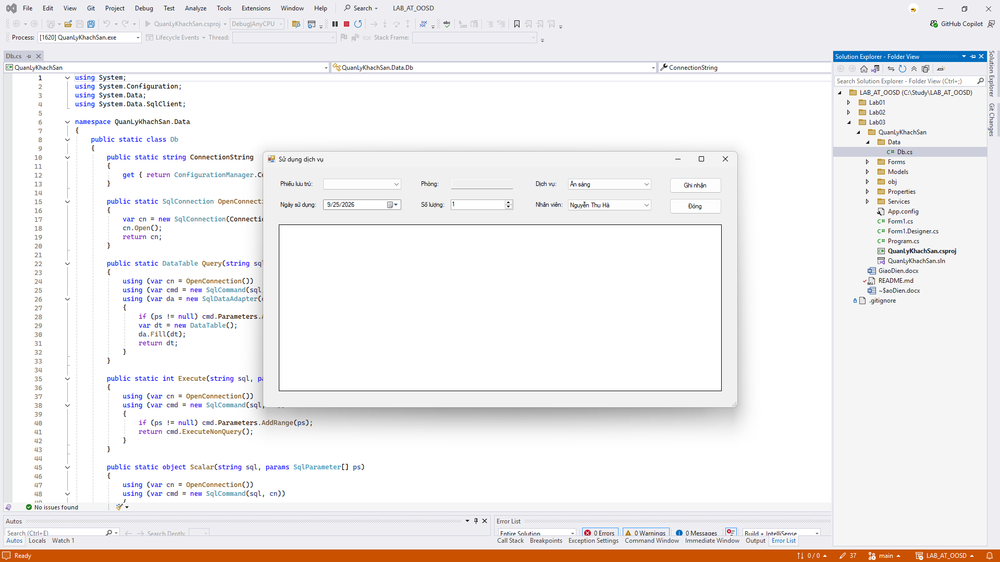 File Edit View Git Project Debug Test Analyze Tools Extensions Window Help Search LAB_AT_OOSD
QuanLyKhachSan.csproj Debug|AnyCPU abc GitHub Copilot
Process: [1620] QuanLyKhachSan.exe Lifecycle Events Thread: Stack Frame:
Db.cs
QuanLyKhachSan QuanLyKhachSan.Data.Db ConnectionString
1 using System;
2 using System.Configuration;
3 using System.Data;
4 using System.Data.SqlClient;
5
6 namespace QuanLyKhachSan.Data
7 {
8 public static class Db
9 {
10 public static string ConnectionString
11 {
12 get { return ConfigurationManager.Co
13 }
14
15 public static SqlConnection OpenConnectio
16 {
17 var cn = new SqlConnection(Connectio
18 cn.Open();
19 return cn;
20 }
21
22 public static DataTable Query(string sql
23 {
24 using (var cn = OpenConnection())
25 using (var cmd = new SqlCommand(sql,
26 using (var da = new SqlDataAdapter(c
27 {
28 if (ps != null) cmd.Parameters.A
29 var dt = new DataTable();
30 da.Fill(dt);
31 return dt;
32 }
33 }
34
35 public static int Execute(string sql, pa
36 {
37 using (var cn = OpenConnection())
38 using (var cmd = new SqlCommand(sql,
39 {
40 if (ps != null) cmd.Parameters.AddRange(ps);
41 return cmd.ExecuteNonQuery();
42 }
43 }
44
45 public static object Scalar(string sql, params SqlParameter[] ps)
46 {
47 using (var cn = OpenConnection())
48 using (var cmd = new SqlCommand(sql, cn))
{
Sử dụng dịch vụ
Phiếu lưu trú: Phòng: Dịch vụ: Ăn sáng Ghi nhận
Ngày sử dụng: 9/25/2026 Số lượng: 1 Nhân viên: Nguyễn Thu Hà Đóng
Solution Explorer - Folder View
Search Solution Explorer - Folder View (Ctrl+;)
LAB_AT_OOSD (C:\Study\LAB_AT_OOSD)
Lab01
Lab02
Lab03
QuanLyKhachSan
Data
C# Db.cs
Forms
Models
obj
Properties
Services
App.config
C# Form1.cs
C# Form1.Designer.cs
C# Program.cs
QuanLyKhachSan.csproj
QuanLyKhachSan.sln
GiaoDien.docx
README.md
~$aoDien.docx
.gitignore
Solution Explorer
Git Changes
No issues found
Autos
Search (Ctrl+E) Search Depth:
Autos Locals Watch 1
Error List
Entire Solution 0 Errors 0 Warnings 0 Messages Build + IntelliSense
Call Stack Breakpoints Exception Settings Command Window Immediate Window Output Error List
Ready 0 / 0 37 main LAB_AT_OOSD